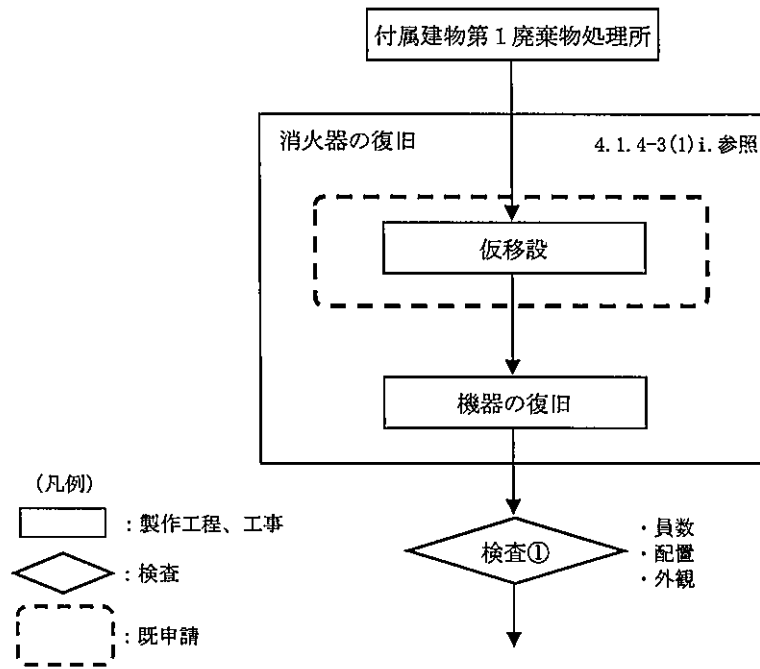 付属建物第１廃棄物処理所
消火器の復旧
4.1.4-3(1)i.参照
仮移設
機器の復旧
(凡例)
：製作工程、工事
：検査
：既申請
検査①
・員数
・配置
・外観